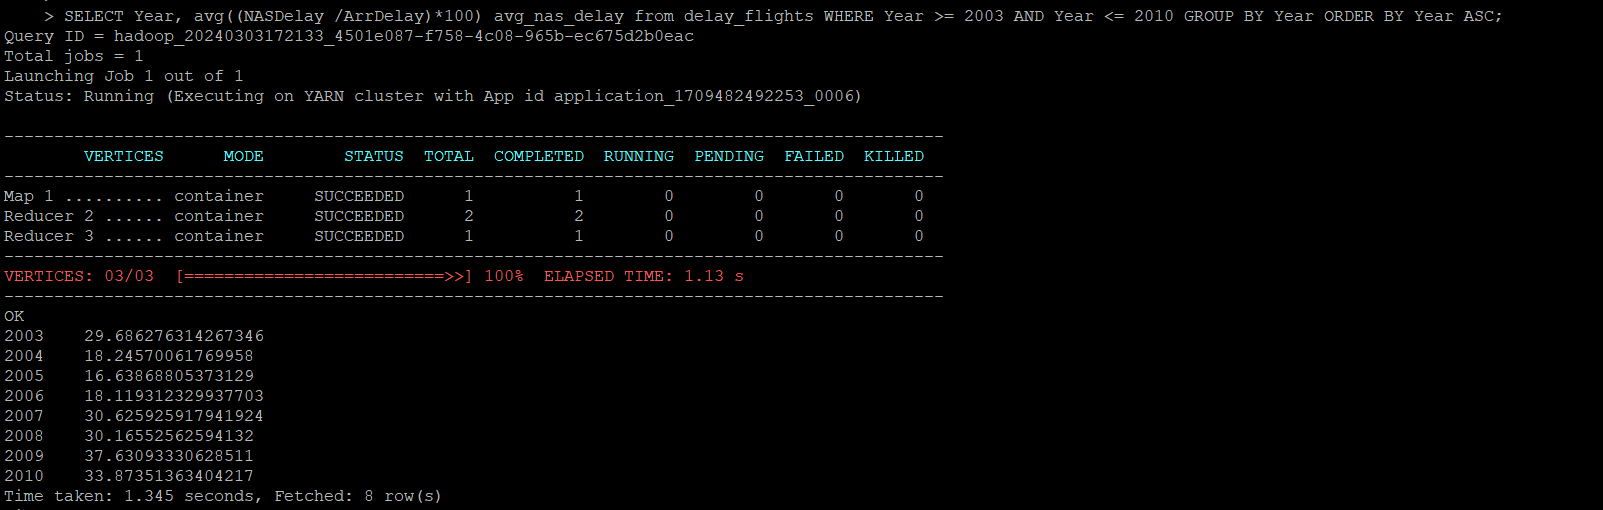 >
> SELECT Year, avg((NASDelay /ArrDelay)*100) avg_nas_delay from delay_flights WHERE Year >= 2003 AND Year <= 2010 GROUP BY Year ORDER BY Year ASC;
Query ID = hadoop_20240303172133_4501e087-f758-4c08-965b-ec675d2b0eac
Total jobs = 1
Launching Job 1 out of 1
Status: Running (Executing on YARN cluster with App id application_1709482492253_0006)
----------------------------------------------------------------------------------------------
VERTICES MODE STATUS TOTAL COMPLETED RUNNING PENDING FAILED KILLED
----------------------------------------------------------------------------------------------
Map 1 .......... container SUCCEEDED 1 1 0 0 0 0
Reducer 2 ...... container SUCCEEDED 2 2 0 0 0 0
Reducer 3 ...... container SUCCEEDED 1 1 0 0 0 0
----------------------------------------------------------------------------------------------
VERTICES: 03/03 [==========================>>] 100% ELAPSED TIME: 1.13 s
----------------------------------------------------------------------------------------------
OK
2003 29.686276314267346
2004 18.24570061769958
2005 16.63868805373129
2006 18.119312329937703
2007 30.625925917941924
2008 30.16552562594132
2009 37.63093330628511
2010 33.87351363404217
Time taken: 1.345 seconds, Fetched: 8 row(s)